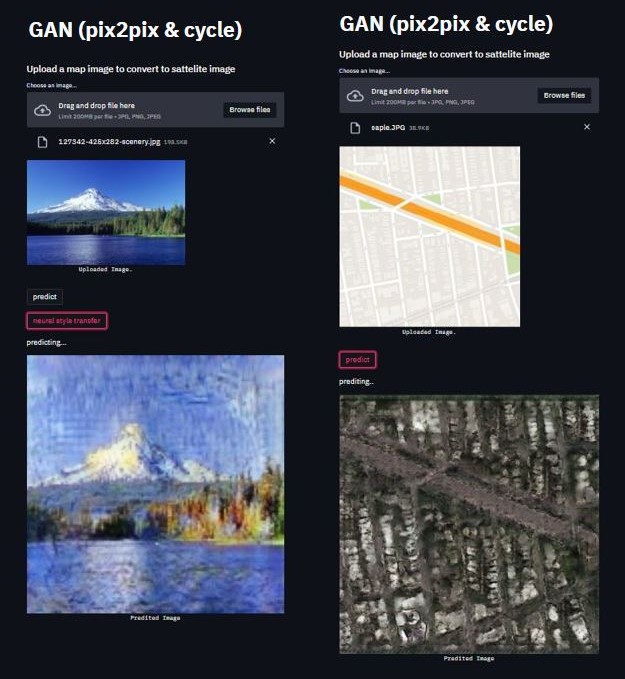 GAN (pix2pix & cycle)
Upload a map image to convert to sattelite image
Choose an image...
Drag and drop file here
Limit 200MB per file • JPG, PNG, JPEG
Browse files
127342-425x282-scenery.jpg 198.5KB
Uploaded Image.
predict
neural style transfer
predicting...
Predited Image
GAN (pix2pix & cycle)
Upload a map image to convert to sattelite image
Choose an image...
Drag and drop file here
Limit 200MB per file • JPG, PNG, JPEG
Browse files
saple.JPG 38.9KB
Uploaded Image.
predict
prediting..
Predited Image